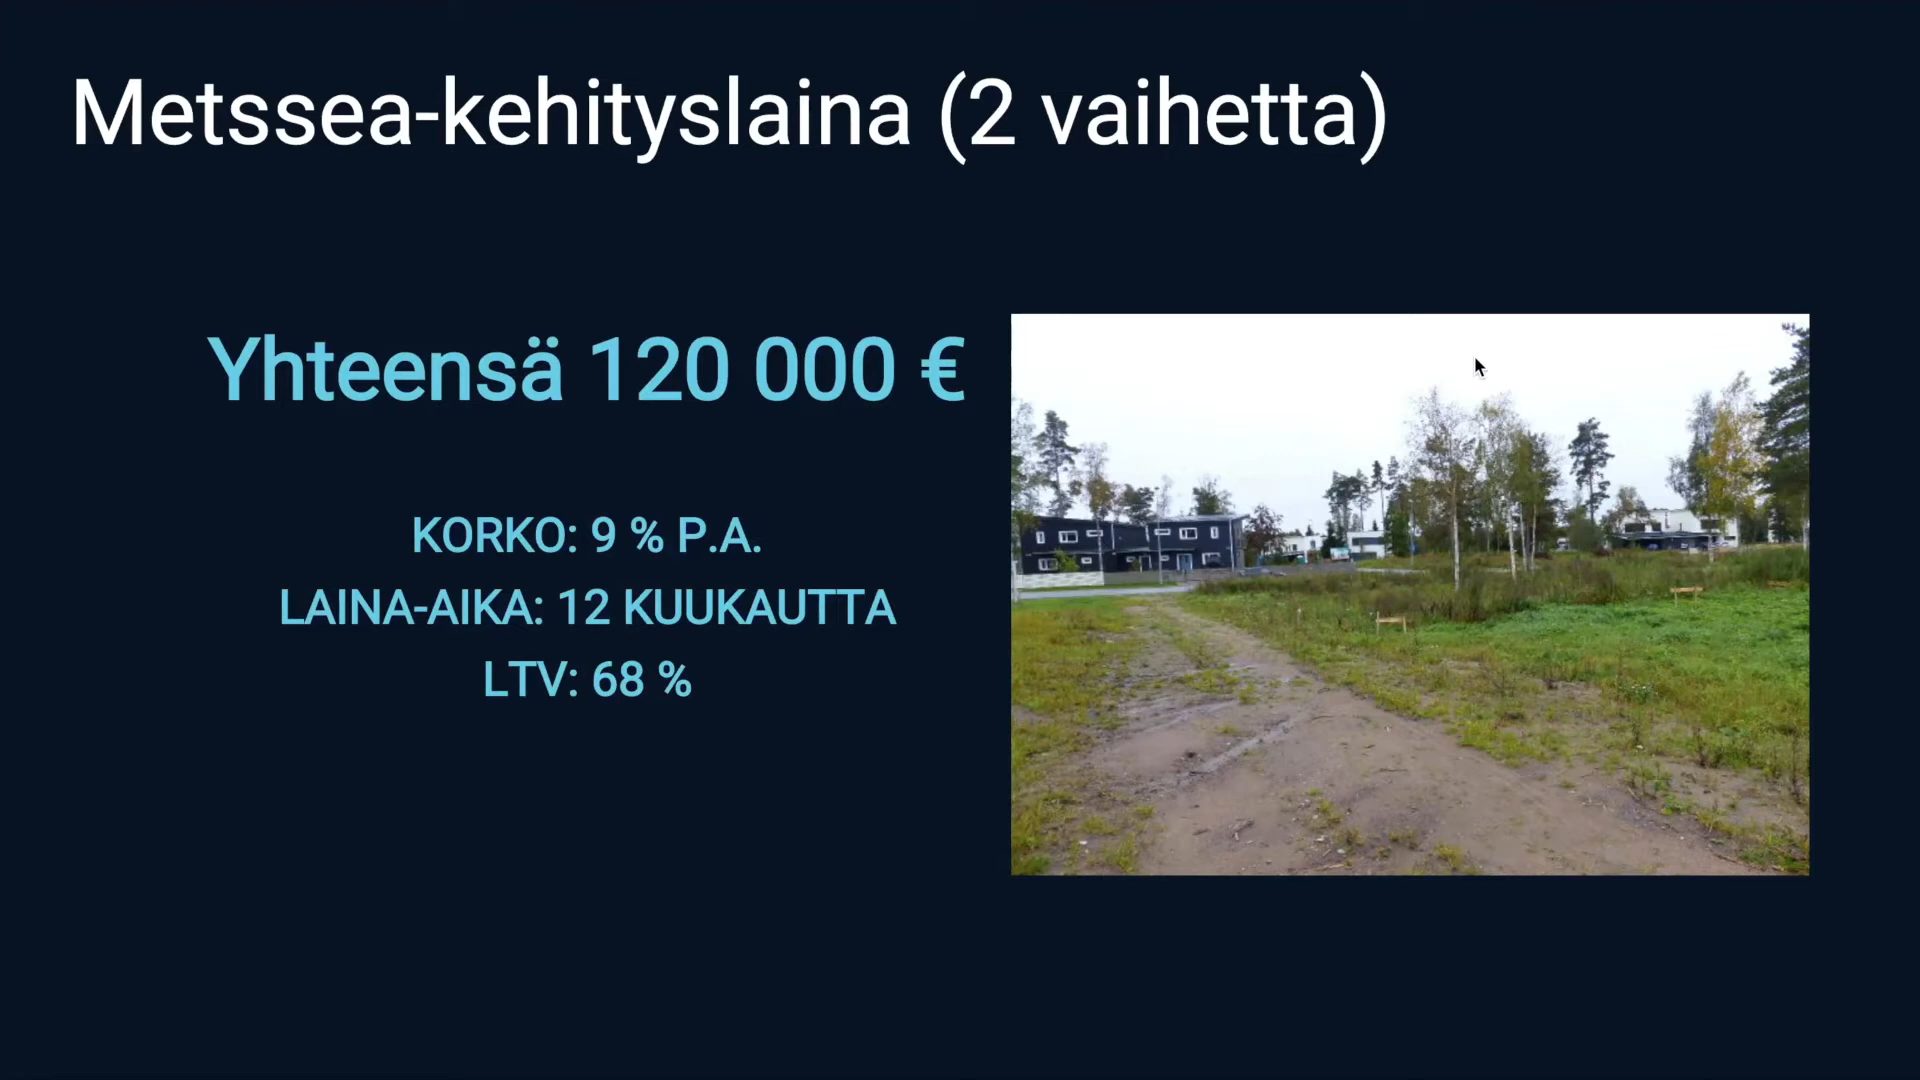 Metssea-kehityslaina (2 vaihetta)
Yhteensä 120 000 €
KORKO: 9 % P.A.
LAINA-AIKA: 12 KUUKAUTTA
LTV: 68 %